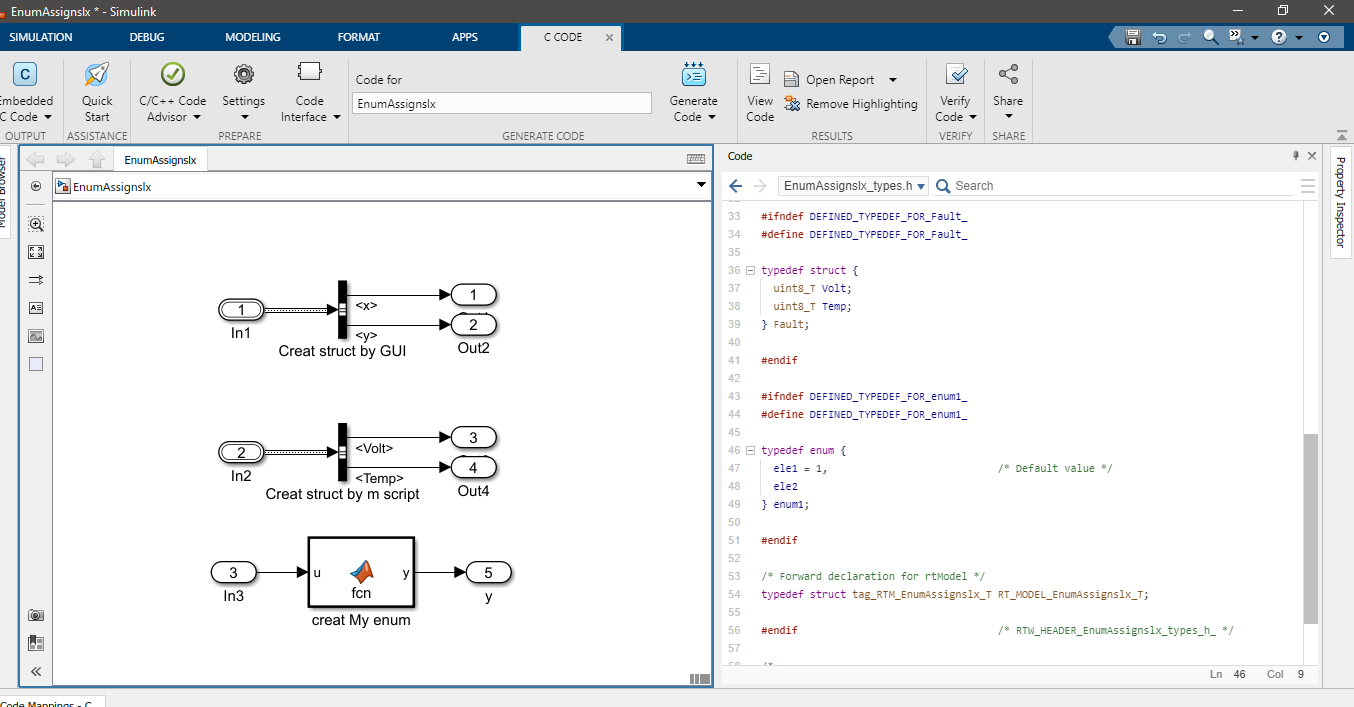 EnumAssignslx * - Simulink
SIMULATION DEBUG MODELING FORMAT APPS C CODE
C
Embedded C Code
OUTPUT
Quick Start
ASSISTANCE
C/C++ Code Advisor
Settings
Code Interface
PREPARE
Code for
EnumAssignslx
Generate Code
GENERATE CODE
View Code
Open Report
Remove Highlighting
RESULTS
Verify Code
VERIFY
Share
SHARE
Model Browser
EnumAssignslx
EnumAssignslx
1
In1
<x>
<y>
1
2
Out2
Creat struct by GUI
2
In2
<Volt>
<Temp>
3
4
Out4
Creat struct by m script
3
In3
u
fcn
y
5
y
creat My enum
Code
EnumAssignslx_types.h
Search
33 #ifndef DEFINED_TYPEDEF_FOR_Fault_
34 #define DEFINED_TYPEDEF_FOR_Fault_
35
36 typedef struct {
37 uint8_T Volt;
38 uint8_T Temp;
39 } Fault;
40
41 #endif
42
43 #ifndef DEFINED_TYPEDEF_FOR_enum1_
44 #define DEFINED_TYPEDEF_FOR_enum1_
45
46 typedef enum {
47 ele1 = 1, /* Default value */
48 ele2
49 } enum1;
50
51 #endif
52
53 /* Forward declaration for rtModel */
54 typedef struct tag_RTM_EnumAssignslx_T RT_MODEL_EnumAssignslx_T;
55
56 #endif /* RTW_HEADER_EnumAssignslx_types_h_ */
57
58 /*
Ln 46 Col 9
Property Inspector
Code Mappings - C